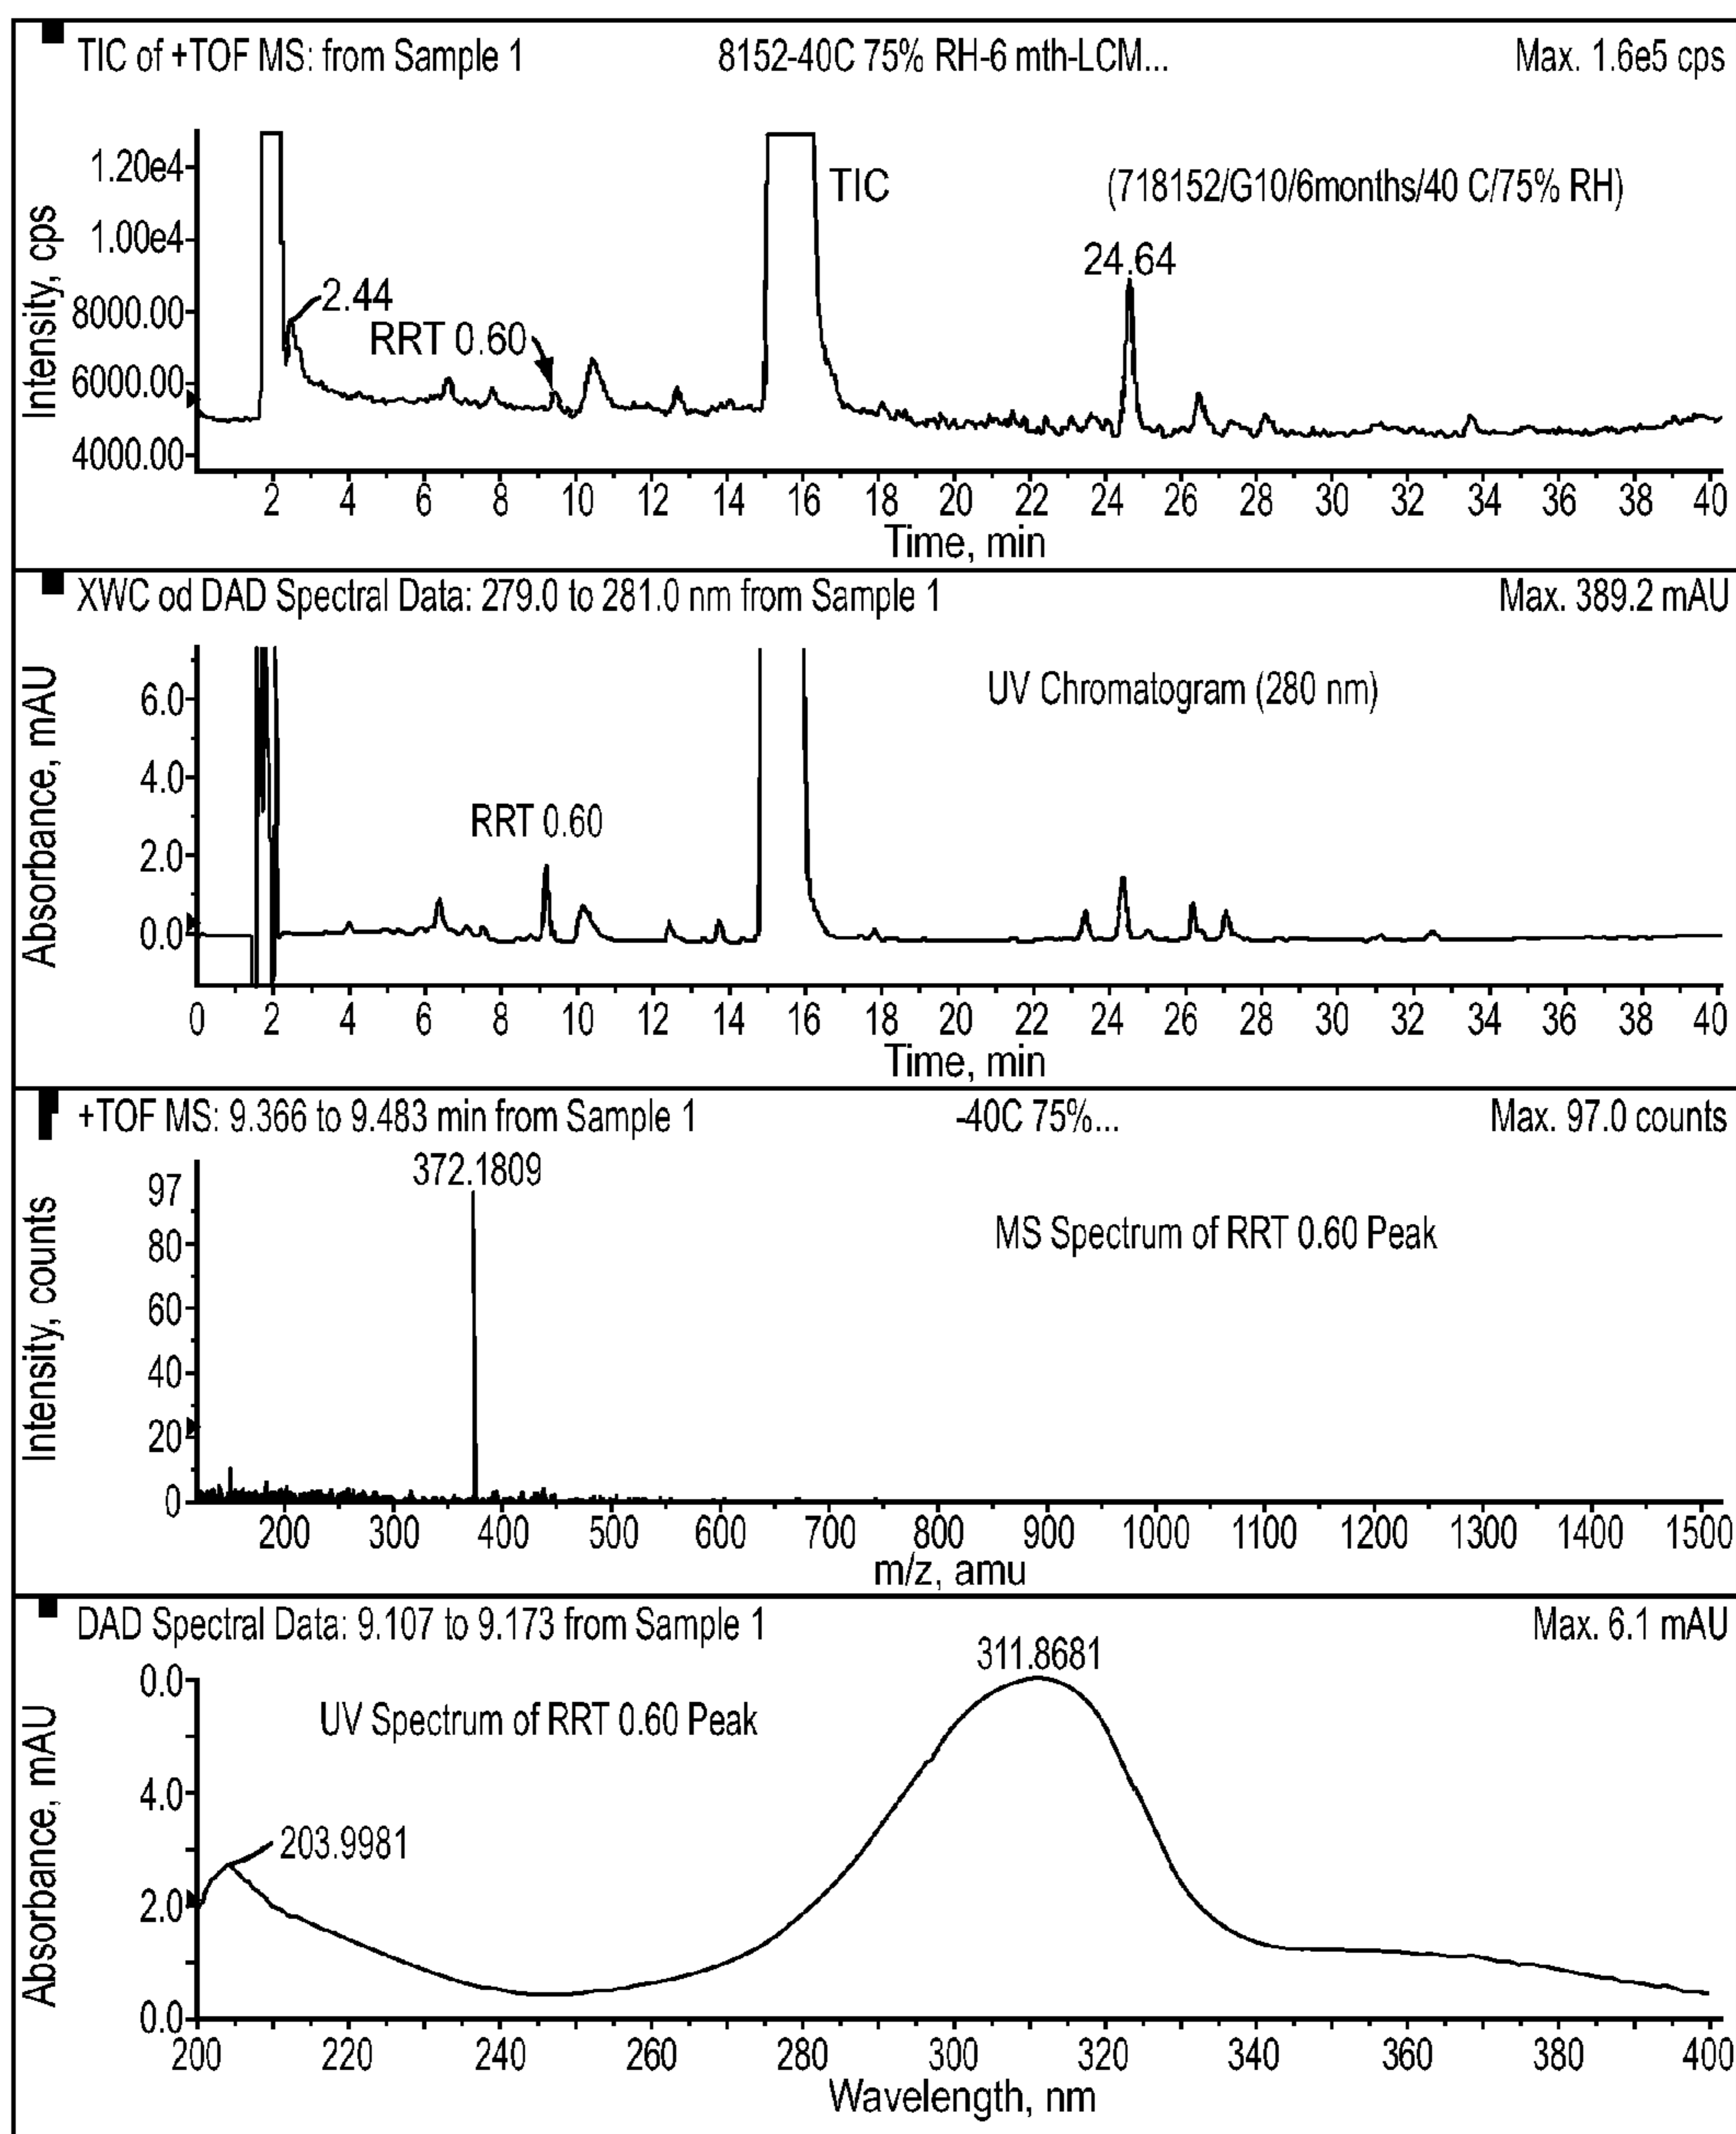 TIC of +TOF MS: from Sample 1 8152-40C 75% RH-6 mth-LCM... Max. 1.6e5 cps
Intensity, cps
1.20e4
1.00e4
8000.00
6000.00
4000.00
2.44
RRT 0.60
TIC
(718152/G10/6months/40 C/75% RH)
24.64
2 4 6 8 10 12 14 16 18 20 22 24 26 28 30 32 34 36 38 40
Time, min
XWC od DAD Spectral Data: 279.0 to 281.0 nm from Sample 1 Max. 389.2 mAU
Absorbance, mAU
6.0
4.0
2.0
0.0
UV Chromatogram (280 nm)
RRT 0.60
0 2 4 6 8 10 12 14 16 18 20 22 24 26 28 30 32 34 36 38 40
Time, min
+TOF MS: 9.366 to 9.483 min from Sample 1 -40C 75%... Max. 97.0 counts
Intensity, counts
372.1809
97
80
60
40
20
0
MS Spectrum of RRT 0.60 Peak
200 300 400 500 600 700 800 900 1000 1100 1200 1300 1400 1500
m/z, amu
DAD Spectral Data: 9.107 to 9.173 from Sample 1 Max. 6.1 mAU
Absorbance, mAU
311.8681
0.0
4.0
2.0
0.0
UV Spectrum of RRT 0.60 Peak
203.9981
200 220 240 260 280 300 320 340 360 380 400
Wavelength, nm